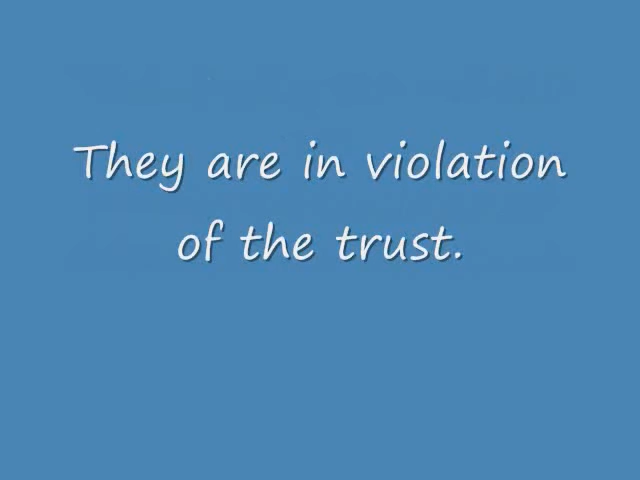 They are in violation
of the trust.